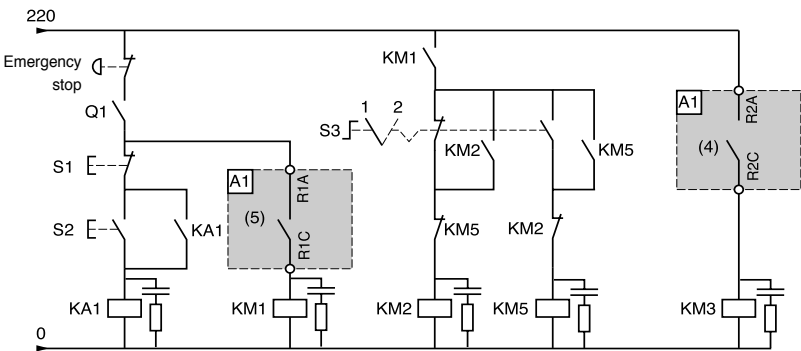 220
Emergency
stop
KM1
Q1
1 2
S3
A1
R2A
(4)
R2C
S1
KM2
KM5
A1
R1A
(5)
R1C
S2
KA1
KM5
KM2
KA1
KM1
KM2
KM5
KM3
0